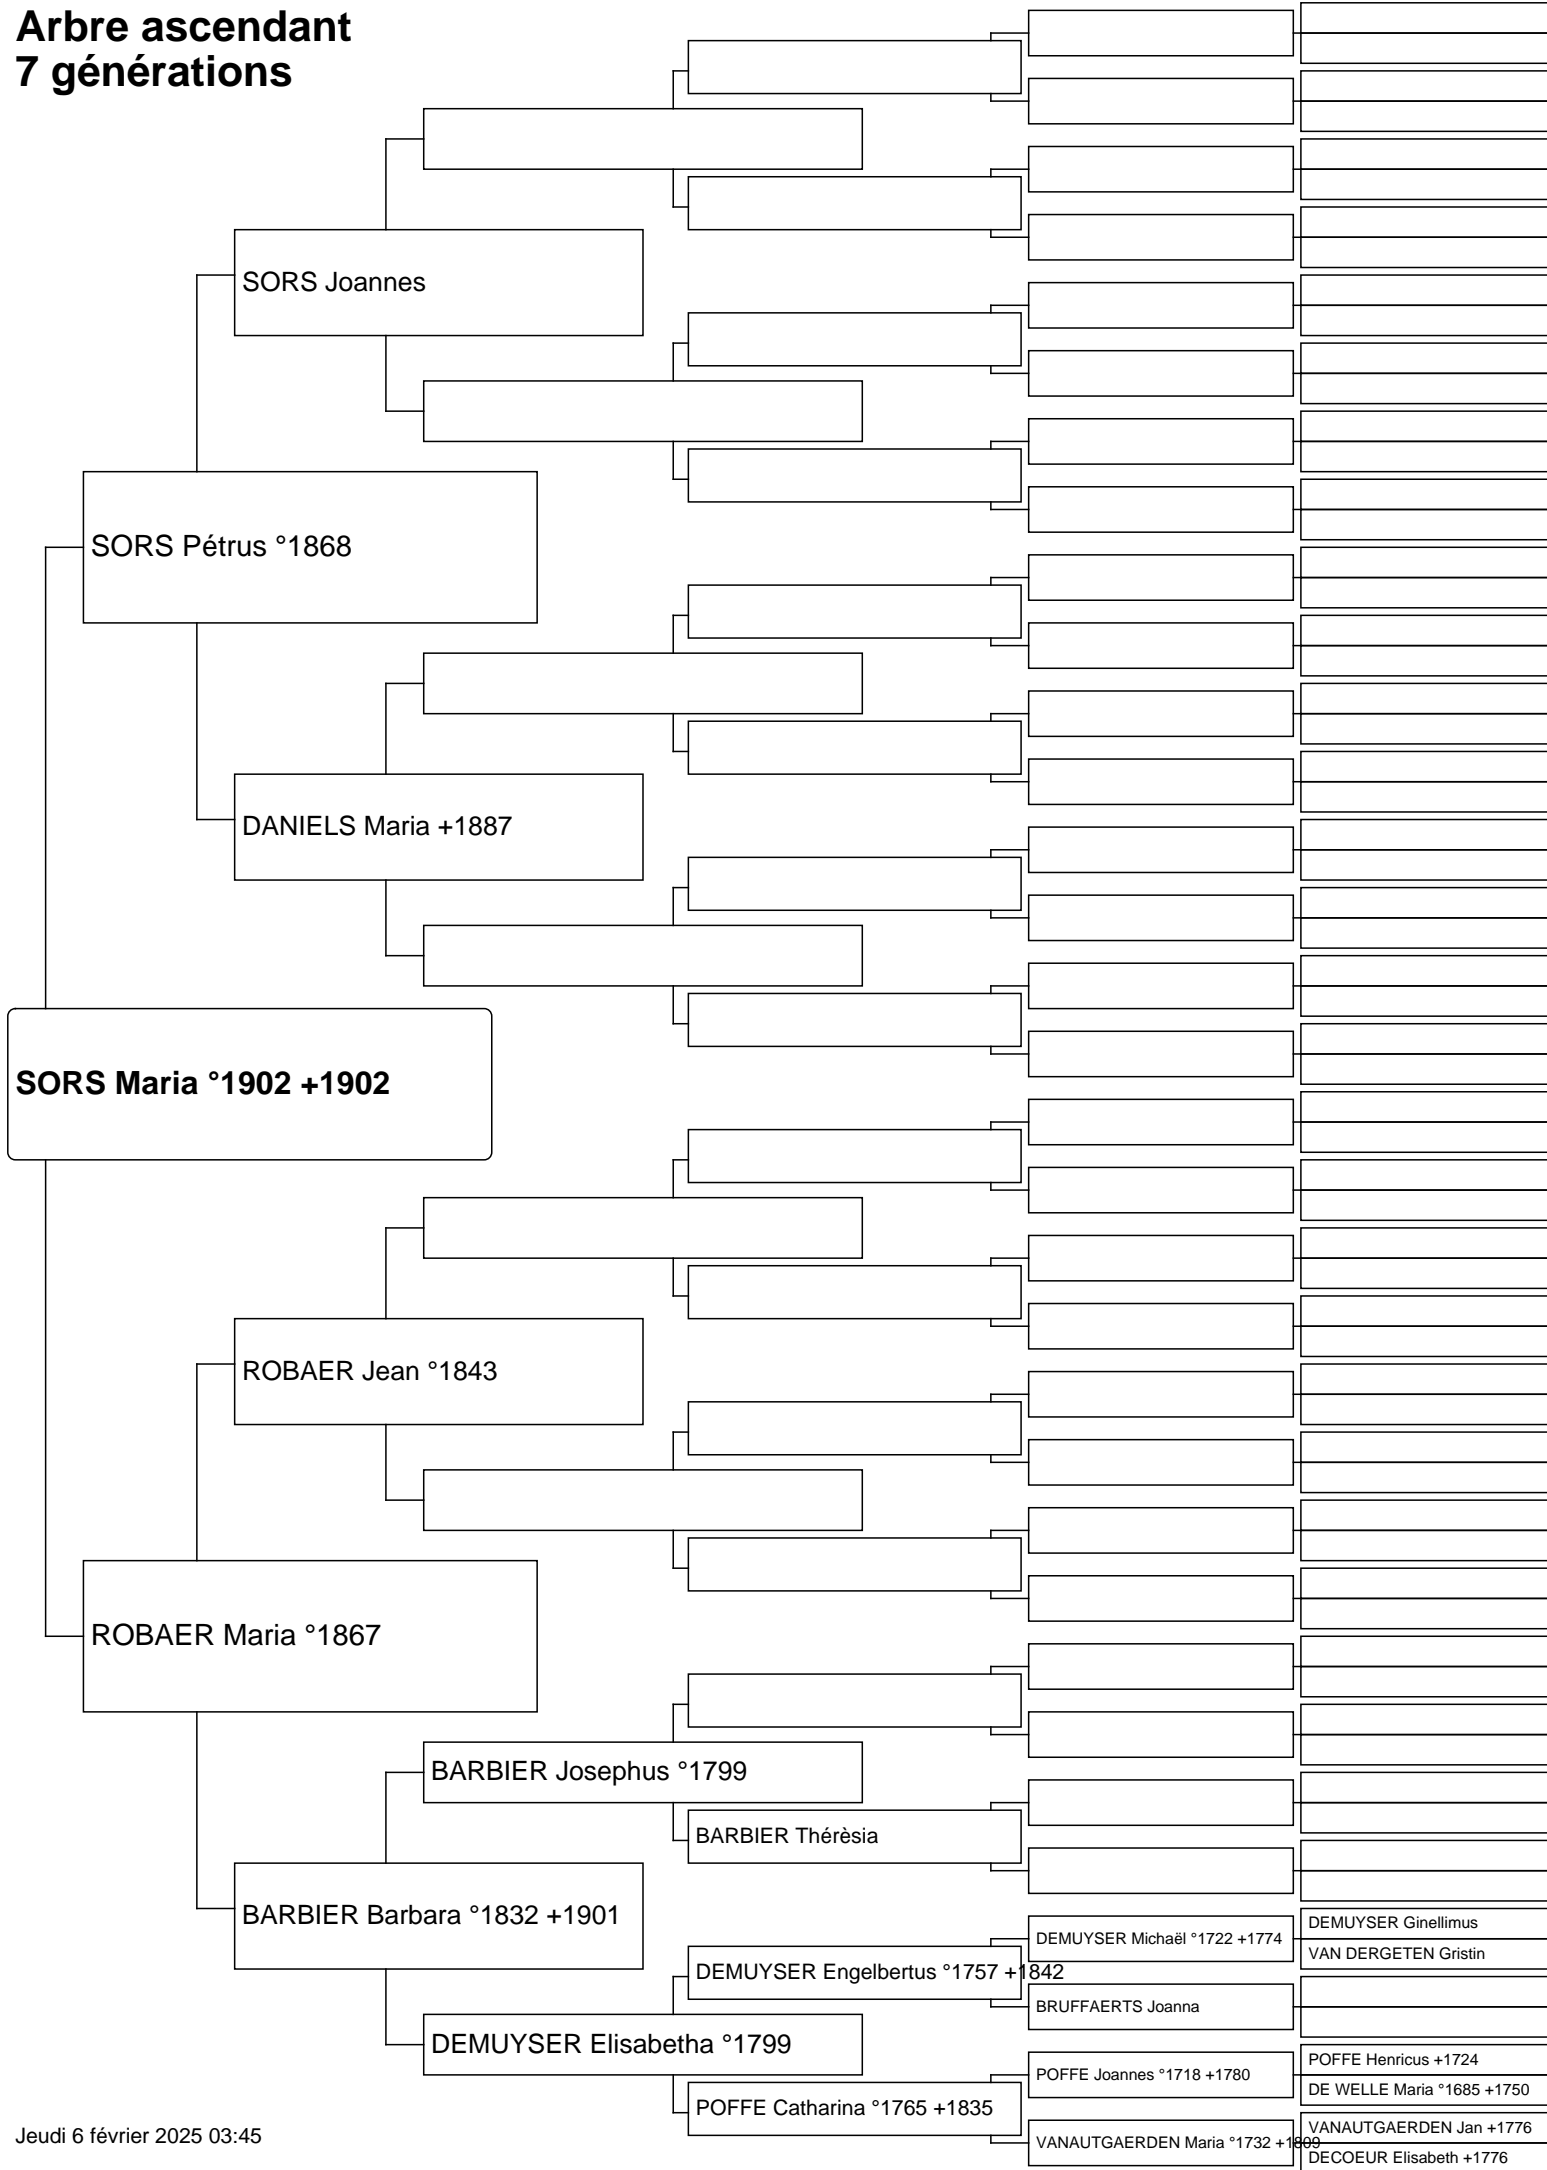 Arbre ascendant
7 générations
SORS Joannes
SORS Pétrus °1868
DANIELS Maria +1887
SORS Maria °1902 +1902
ROBAER Jean °1843
ROBAER Maria °1867
BARBIER Josephus °1799
BARBIER Thérèsia
BARBIER Barbara °1832 +1901
DEMUYSER Ginellimus
DEMUYSER Michaël °1722 +1774
VAN DERGETEN Gristin
DEMUYSER Engelbertus °1757 +1842
BRUFFAERTS Joanna
DEMUYSER Elisabetha °1799
POFFE Henricus +1724
POFFE Joannes °1718 +1780
DE WELLE Maria °1685 +1750
POFFE Catharina °1765 +1835
VANAUTGAERDEN Jan +1776
VANAUTGAERDEN Maria °1732 +1809
DECOEUR Elisabeth +1776
Jeudi 6 février 2025 03:45